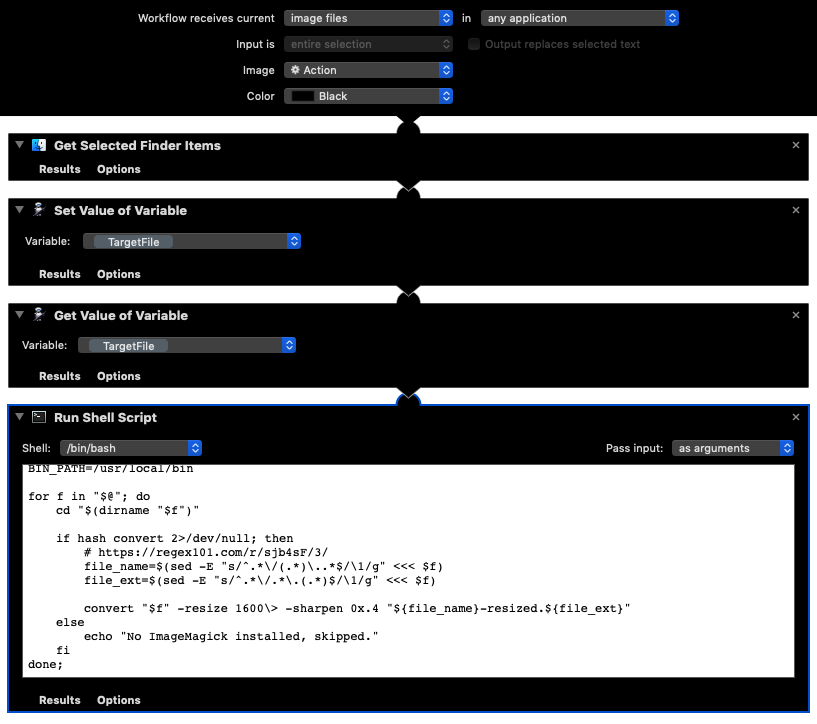 Workflow receives current image files in any application
Input is entire selection Output replaces selected text
Image Action
Color Black
Get Selected Finder Items
Results Options
Set Value of Variable
Variable: TargetFile
Results Options
Get Value of Variable
Variable: TargetFile
Results Options
Run Shell Script
Shell: /bin/bash Pass input: as arguments
BIN_PATH=/usr/local/bin
for f in "$@"; do
cd "$(dirname "$f")"
if hash convert 2>/dev/null; then
# https://regex101.com/r/sjb4sF/3/
file_name=$(sed -E "s/^.*\/(.*)\..*$/\1/g" <<< $f)
file_ext=$(sed -E "s/^.*\/.*\.(.*)$/\1/g" <<< $f)
convert "$f" -resize 1600\> -sharpen 0x.4 "${file_name}-resized.${file_ext}"
else
echo "No ImageMagick installed, skipped."
fi
done;
Results Options